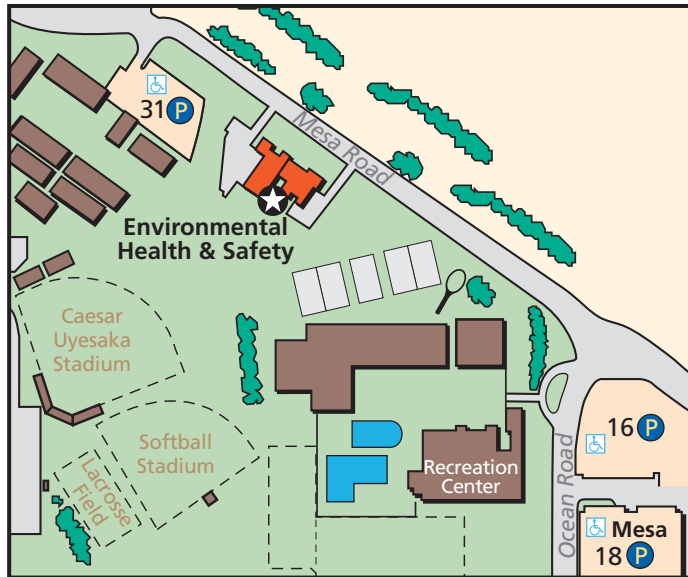 31 P
Mesa Road
Environmental
Health & Safety
Caesar
Uyesaka
Stadium
Softball
Stadium
Lacrosse
Field
Recreation
Center
Ocean Road
16 P
Mesa
18 P